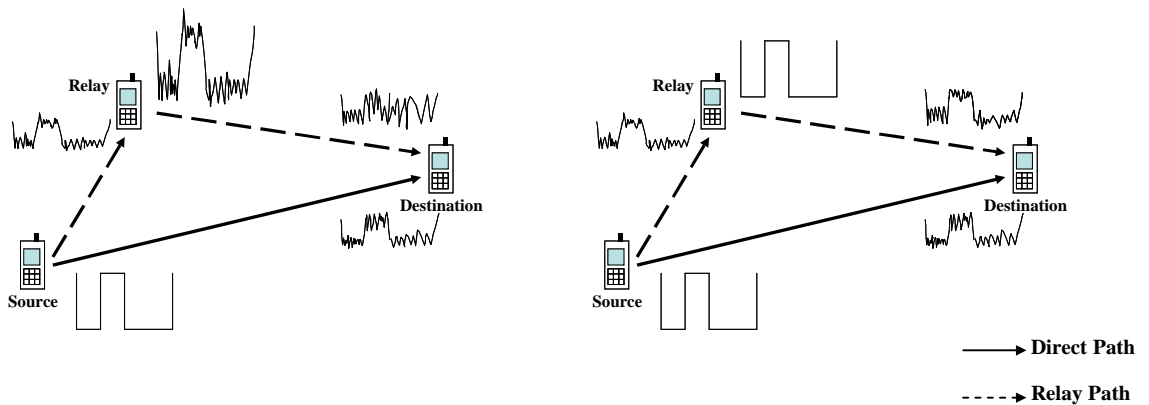 Relay
Destination
Source
Relay
Destination
Source
Direct Path
Relay Path